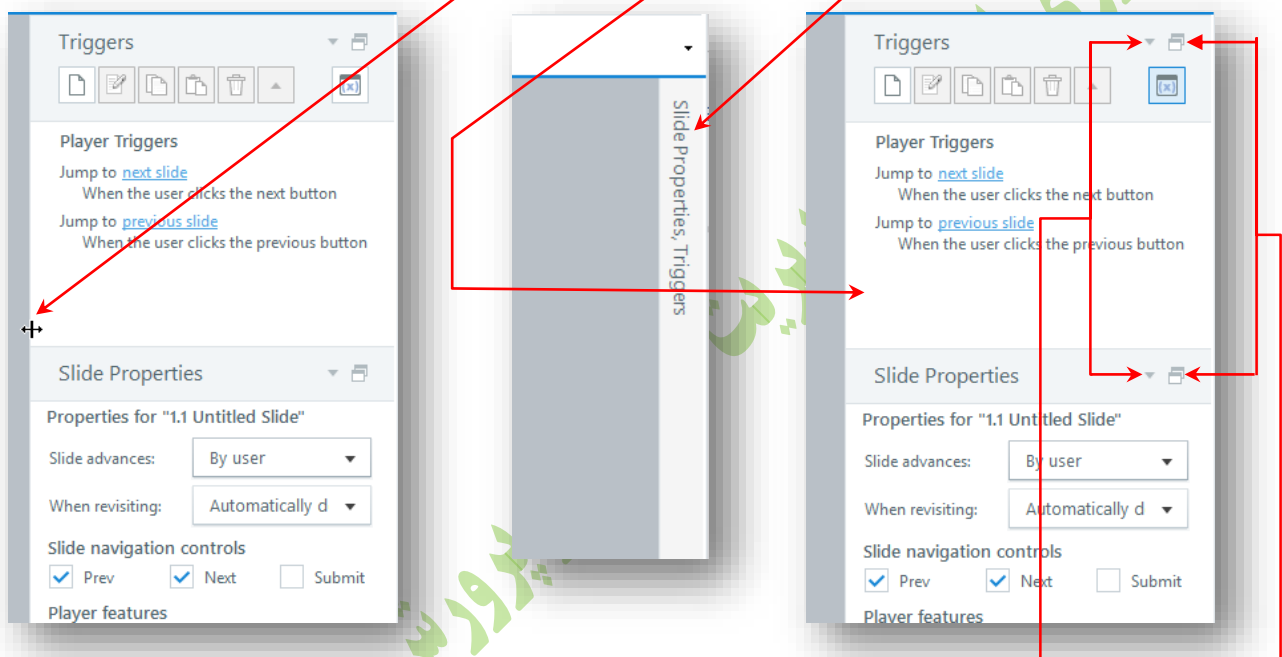 Triggers
Player Triggers
Jump to next slide
When the user clicks the next button
Jump to previous slide
When the user clicks the previous button
Slide Properties
Properties for "1.1 Untitled Slide"
Slide advances: By user
When revisiting: Automatically d
Slide navigation controls
Prev Next Submit
Player features
Slide Properties, Triggers
Triggers
(x)
Player Triggers
Jump to next slide
When the user clicks the next button
Jump to previous slide
When the user clicks the previous button
Slide Properties
Properties for "1.1 Untitled Slide"
Slide advances: By user
When revisiting: Automatically d
Slide navigation controls
Prev Next Submit
Player features